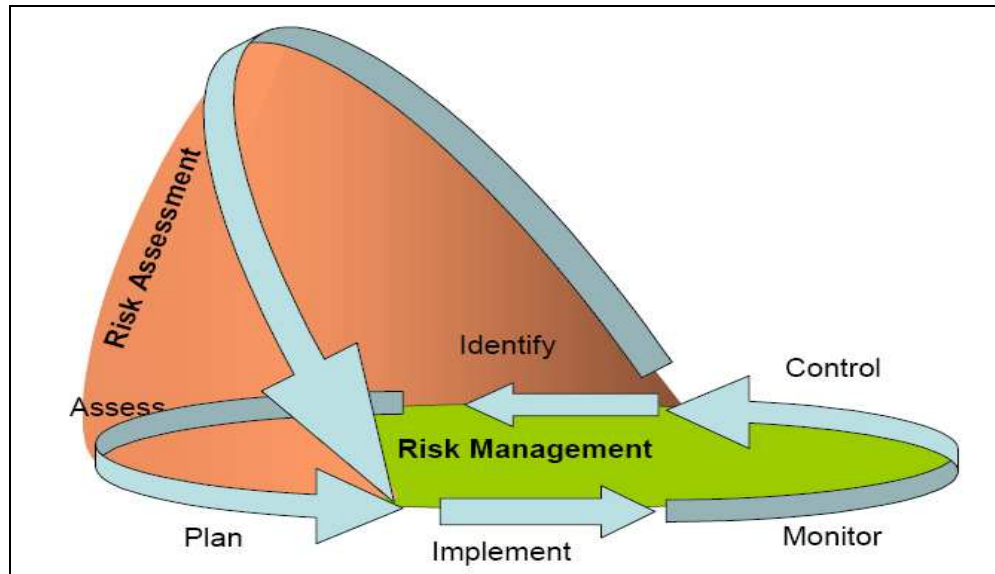 Risk Assessment
Identify
Control
Assess
Risk Management
Plan
Implement
Monitor